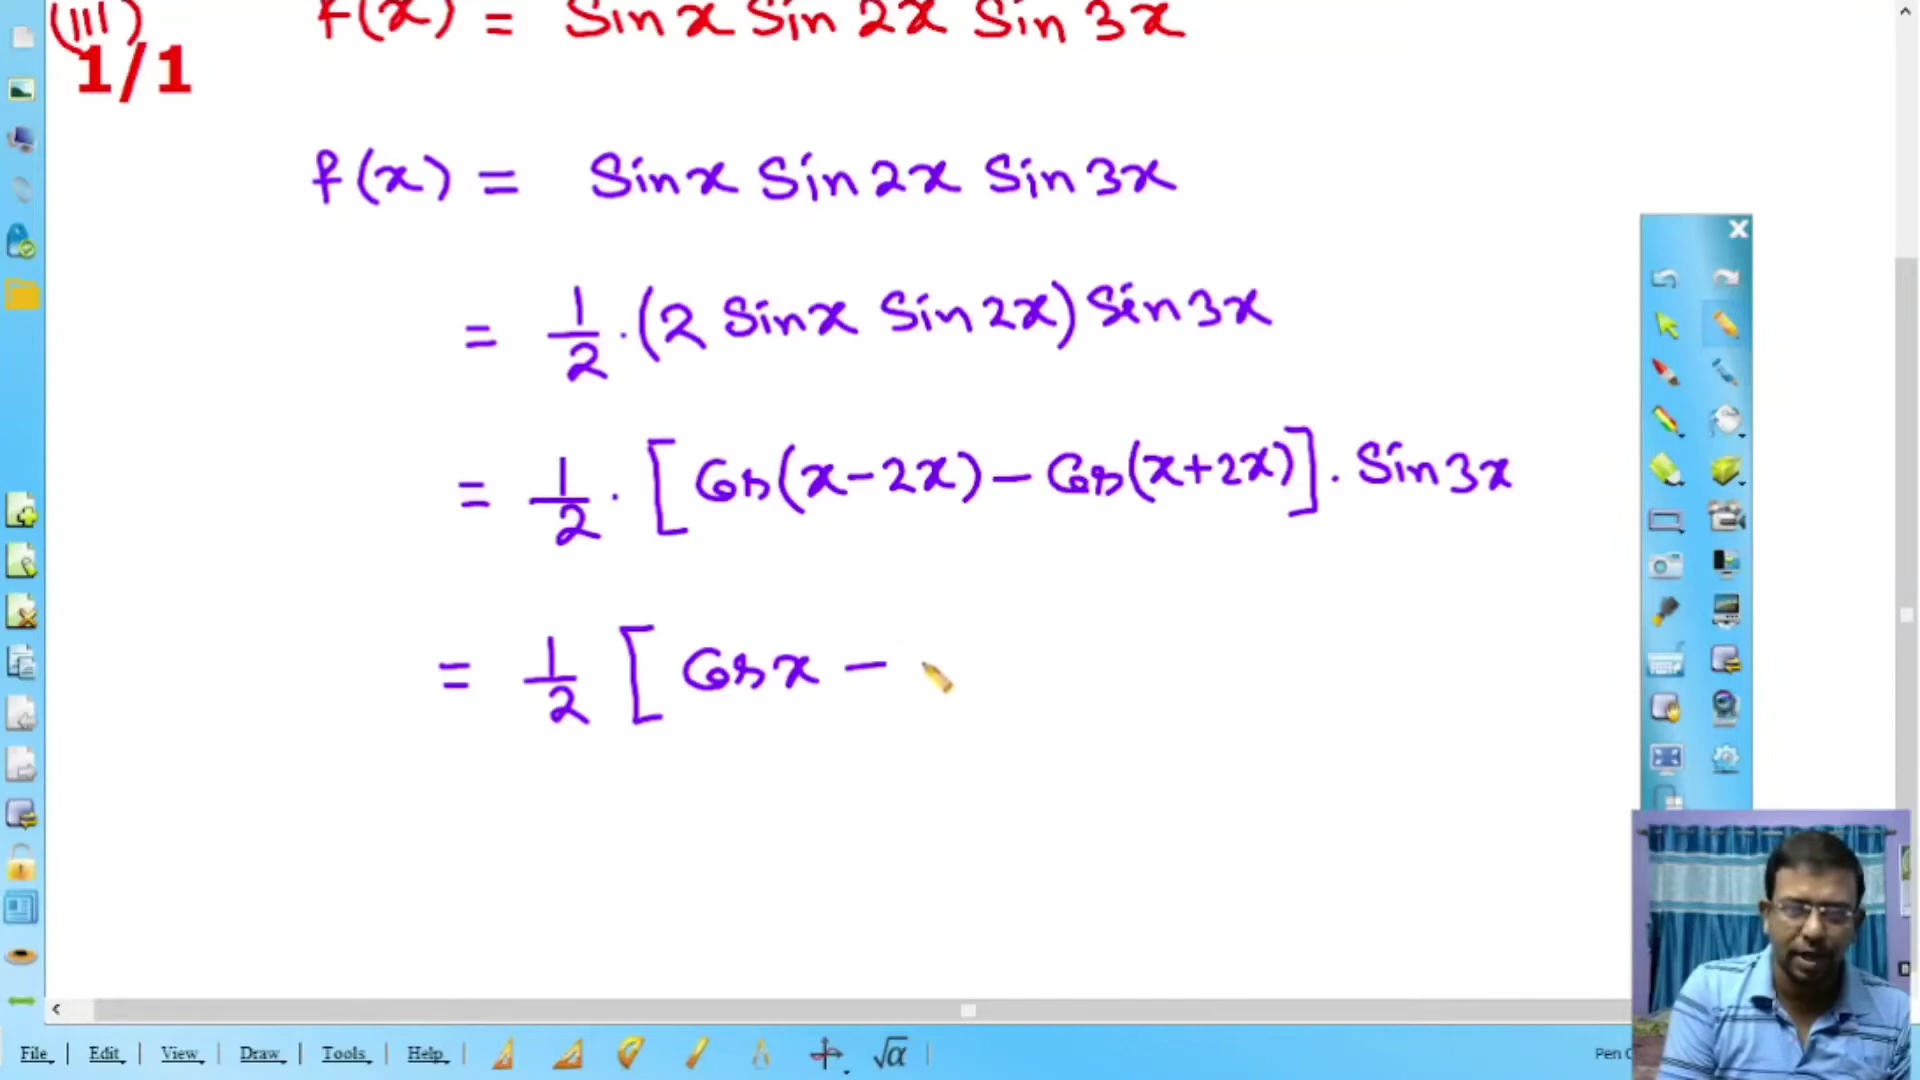 (iii) f(x) = Sin x Sin 2x Sin 3x
1/1
f(x) = Sin x Sin 2x Sin 3x
= 1/2 · (2 Sin x Sin 2x) Sin 3x
= 1/2 · [Cos(x-2x) - Cos(x+2x)] · Sin 3x
= 1/2 [Cos x -
File | Edit | View | Draw | Tools | Help | √α |
Pen